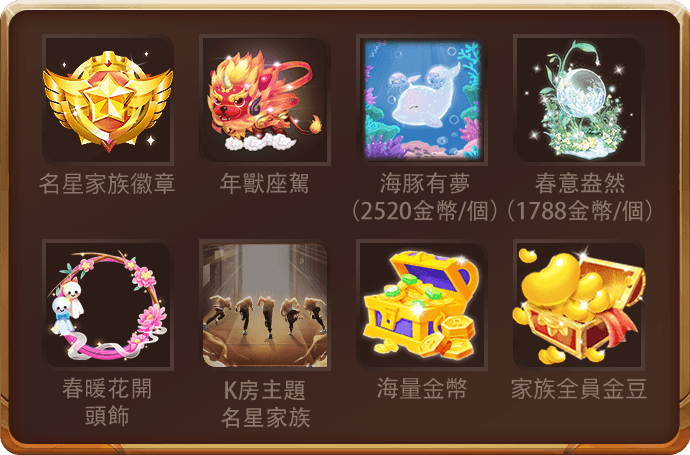 名星家族徽章
年獸座駕
海豚有夢
（2520金幣/個）
春意盎然
（1788金幣/個）
春暖花開
頭飾
K房主題
名星家族
海量金幣
家族全員金豆